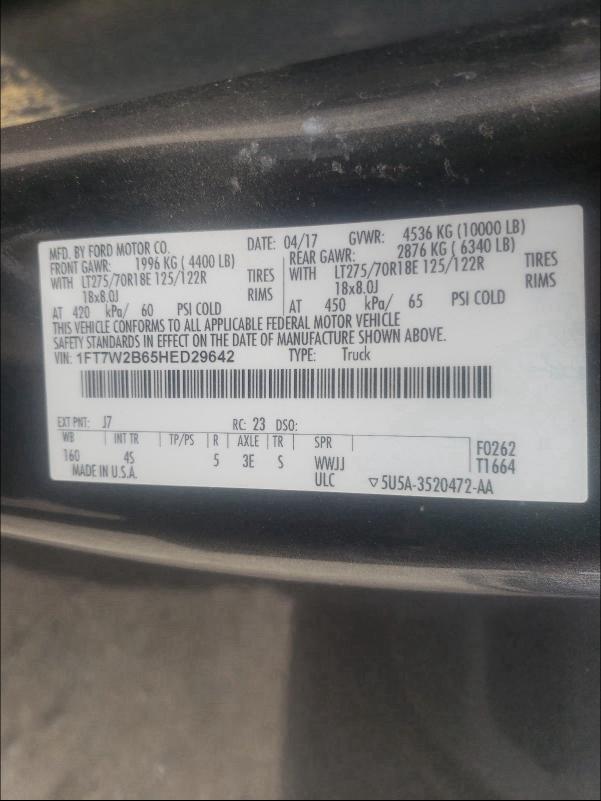 MFD. BY FORD MOTOR CO. DATE: 04/17 GVWR: 4536 KG (10000 LB)
FRONT GAWR: 1996 KG ( 4400 LB) REAR GAWR: 2876 KG ( 6340 LB)
WITH LT275/70R18E 125/122R TIRES WITH LT275/70R18E 125/122R TIRES
18x8.0J RIMS 18x8.0J RIMS
AT 420 kPa/ 60 PSI COLD AT 450 kPa/ 65 PSI COLD
THIS VEHICLE CONFORMS TO ALL APPLICABLE FEDERAL MOTOR VEHICLE
SAFETY STANDARDS IN EFFECT ON THE DATE OF MANUFACTURE SHOWN ABOVE.
VIN: 1FT7W2B65HED29642 TYPE: Truck
EXT PNT: J7 RC: 23 DSO:
WB INT TR TP/PS R AXLE TR SPR F0262
160 4S 5 3E S WWJJ T1664
MADE IN U.S.A. ULC ▽5U5A-3520472-AA